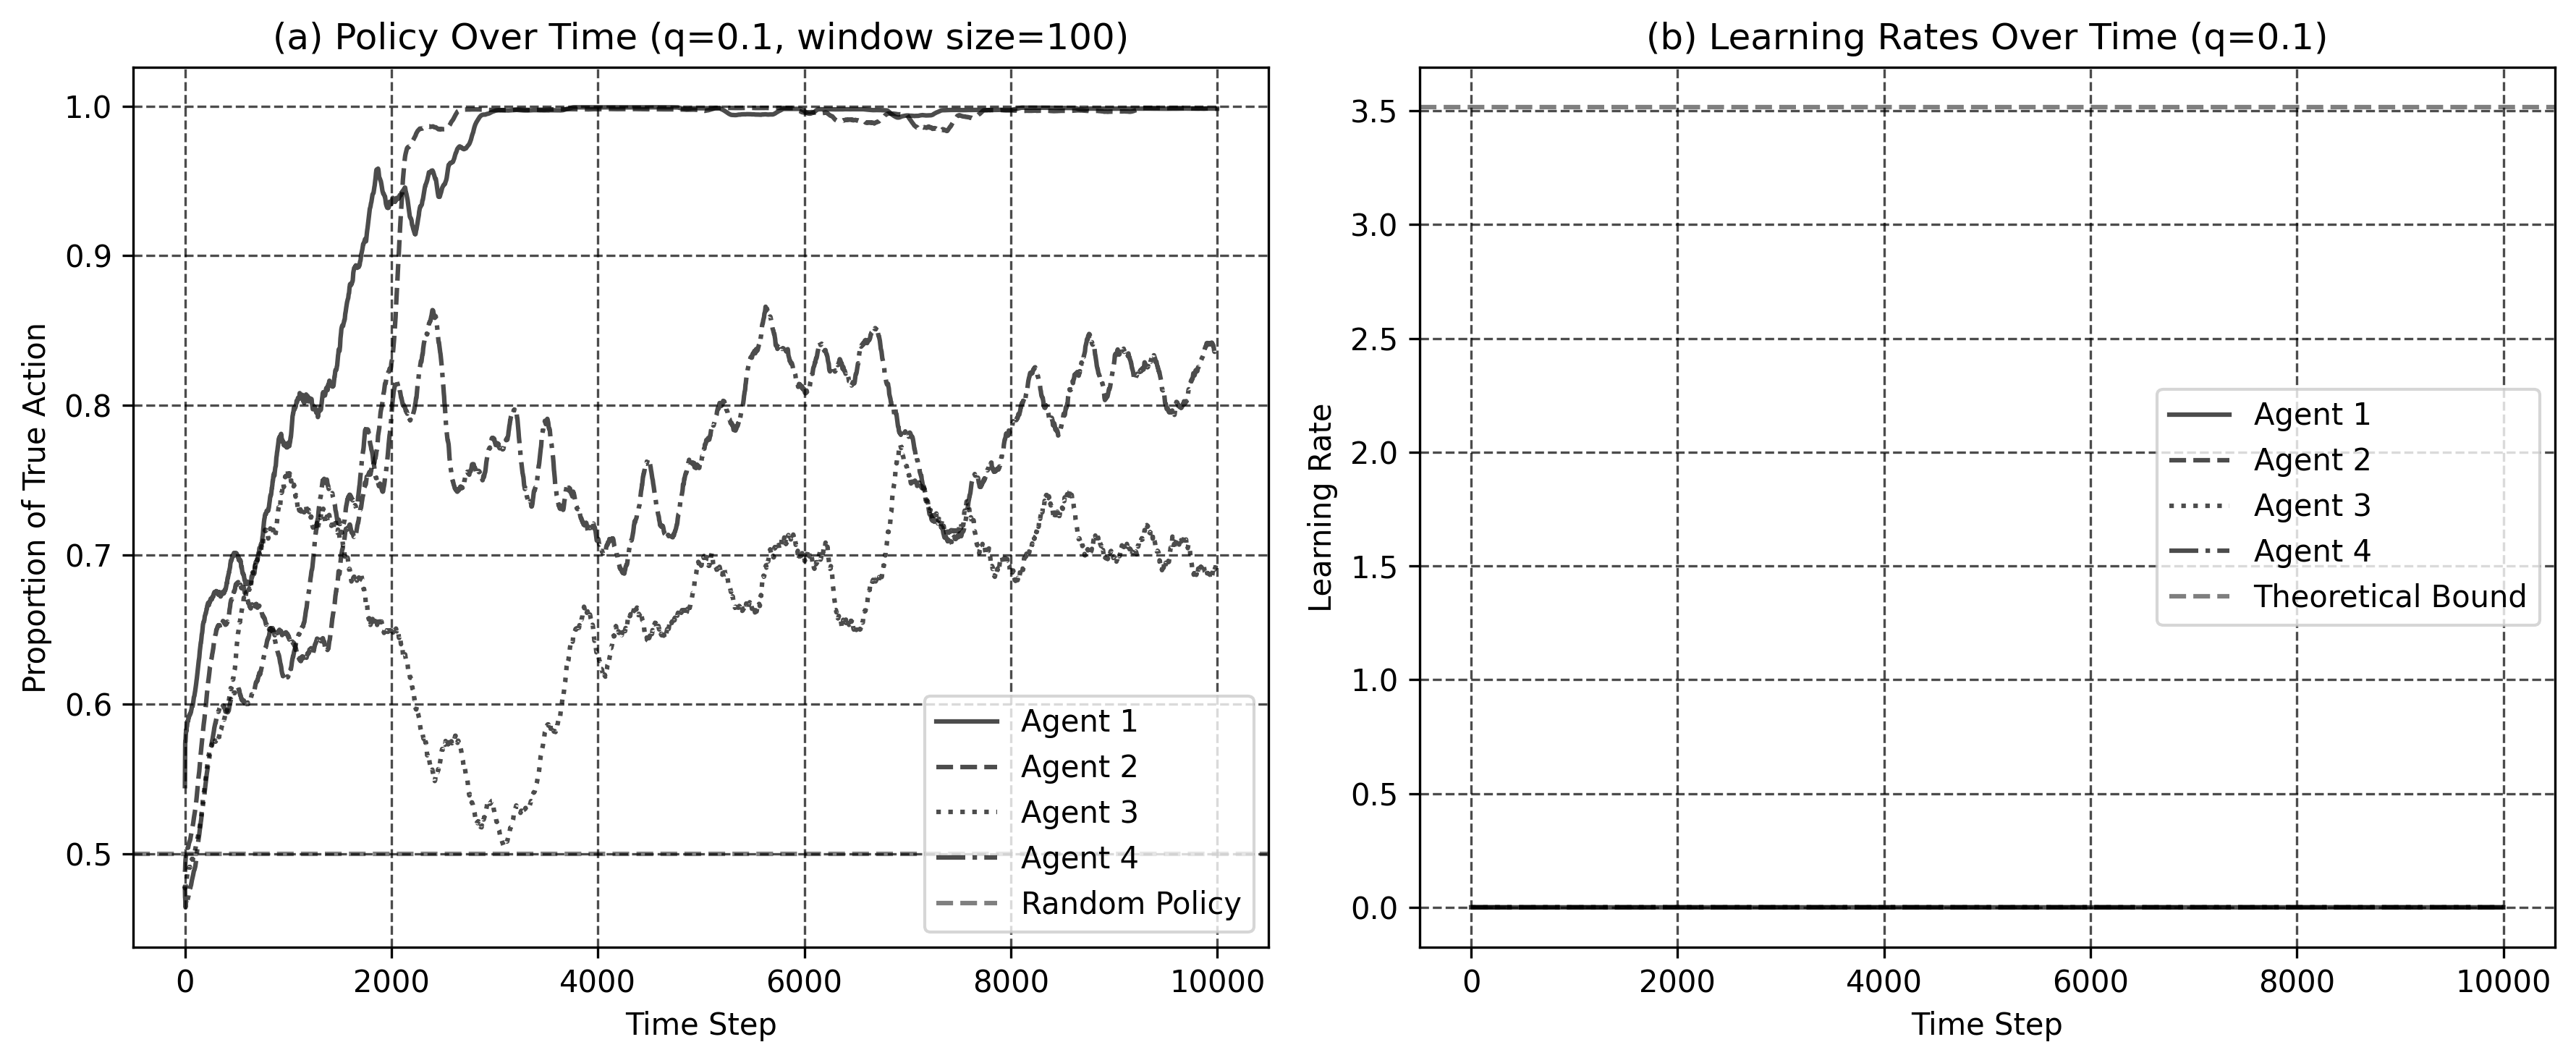 (a) Policy Over Time (q=0.1, window size=100)
Proportion of True Action
1.0
0.9
0.8
0.7
0.6
0.5
0
2000
4000
6000
8000
10000
Time Step
Agent 1
Agent 2
Agent 3
Agent 4
Random Policy
(b) Learning Rates Over Time (q=0.1)
Learning Rate
3.5
3.0
2.5
2.0
1.5
1.0
0.5
0.0
0
2000
4000
6000
8000
10000
Time Step
Agent 1
Agent 2
Agent 3
Agent 4
Theoretical Bound